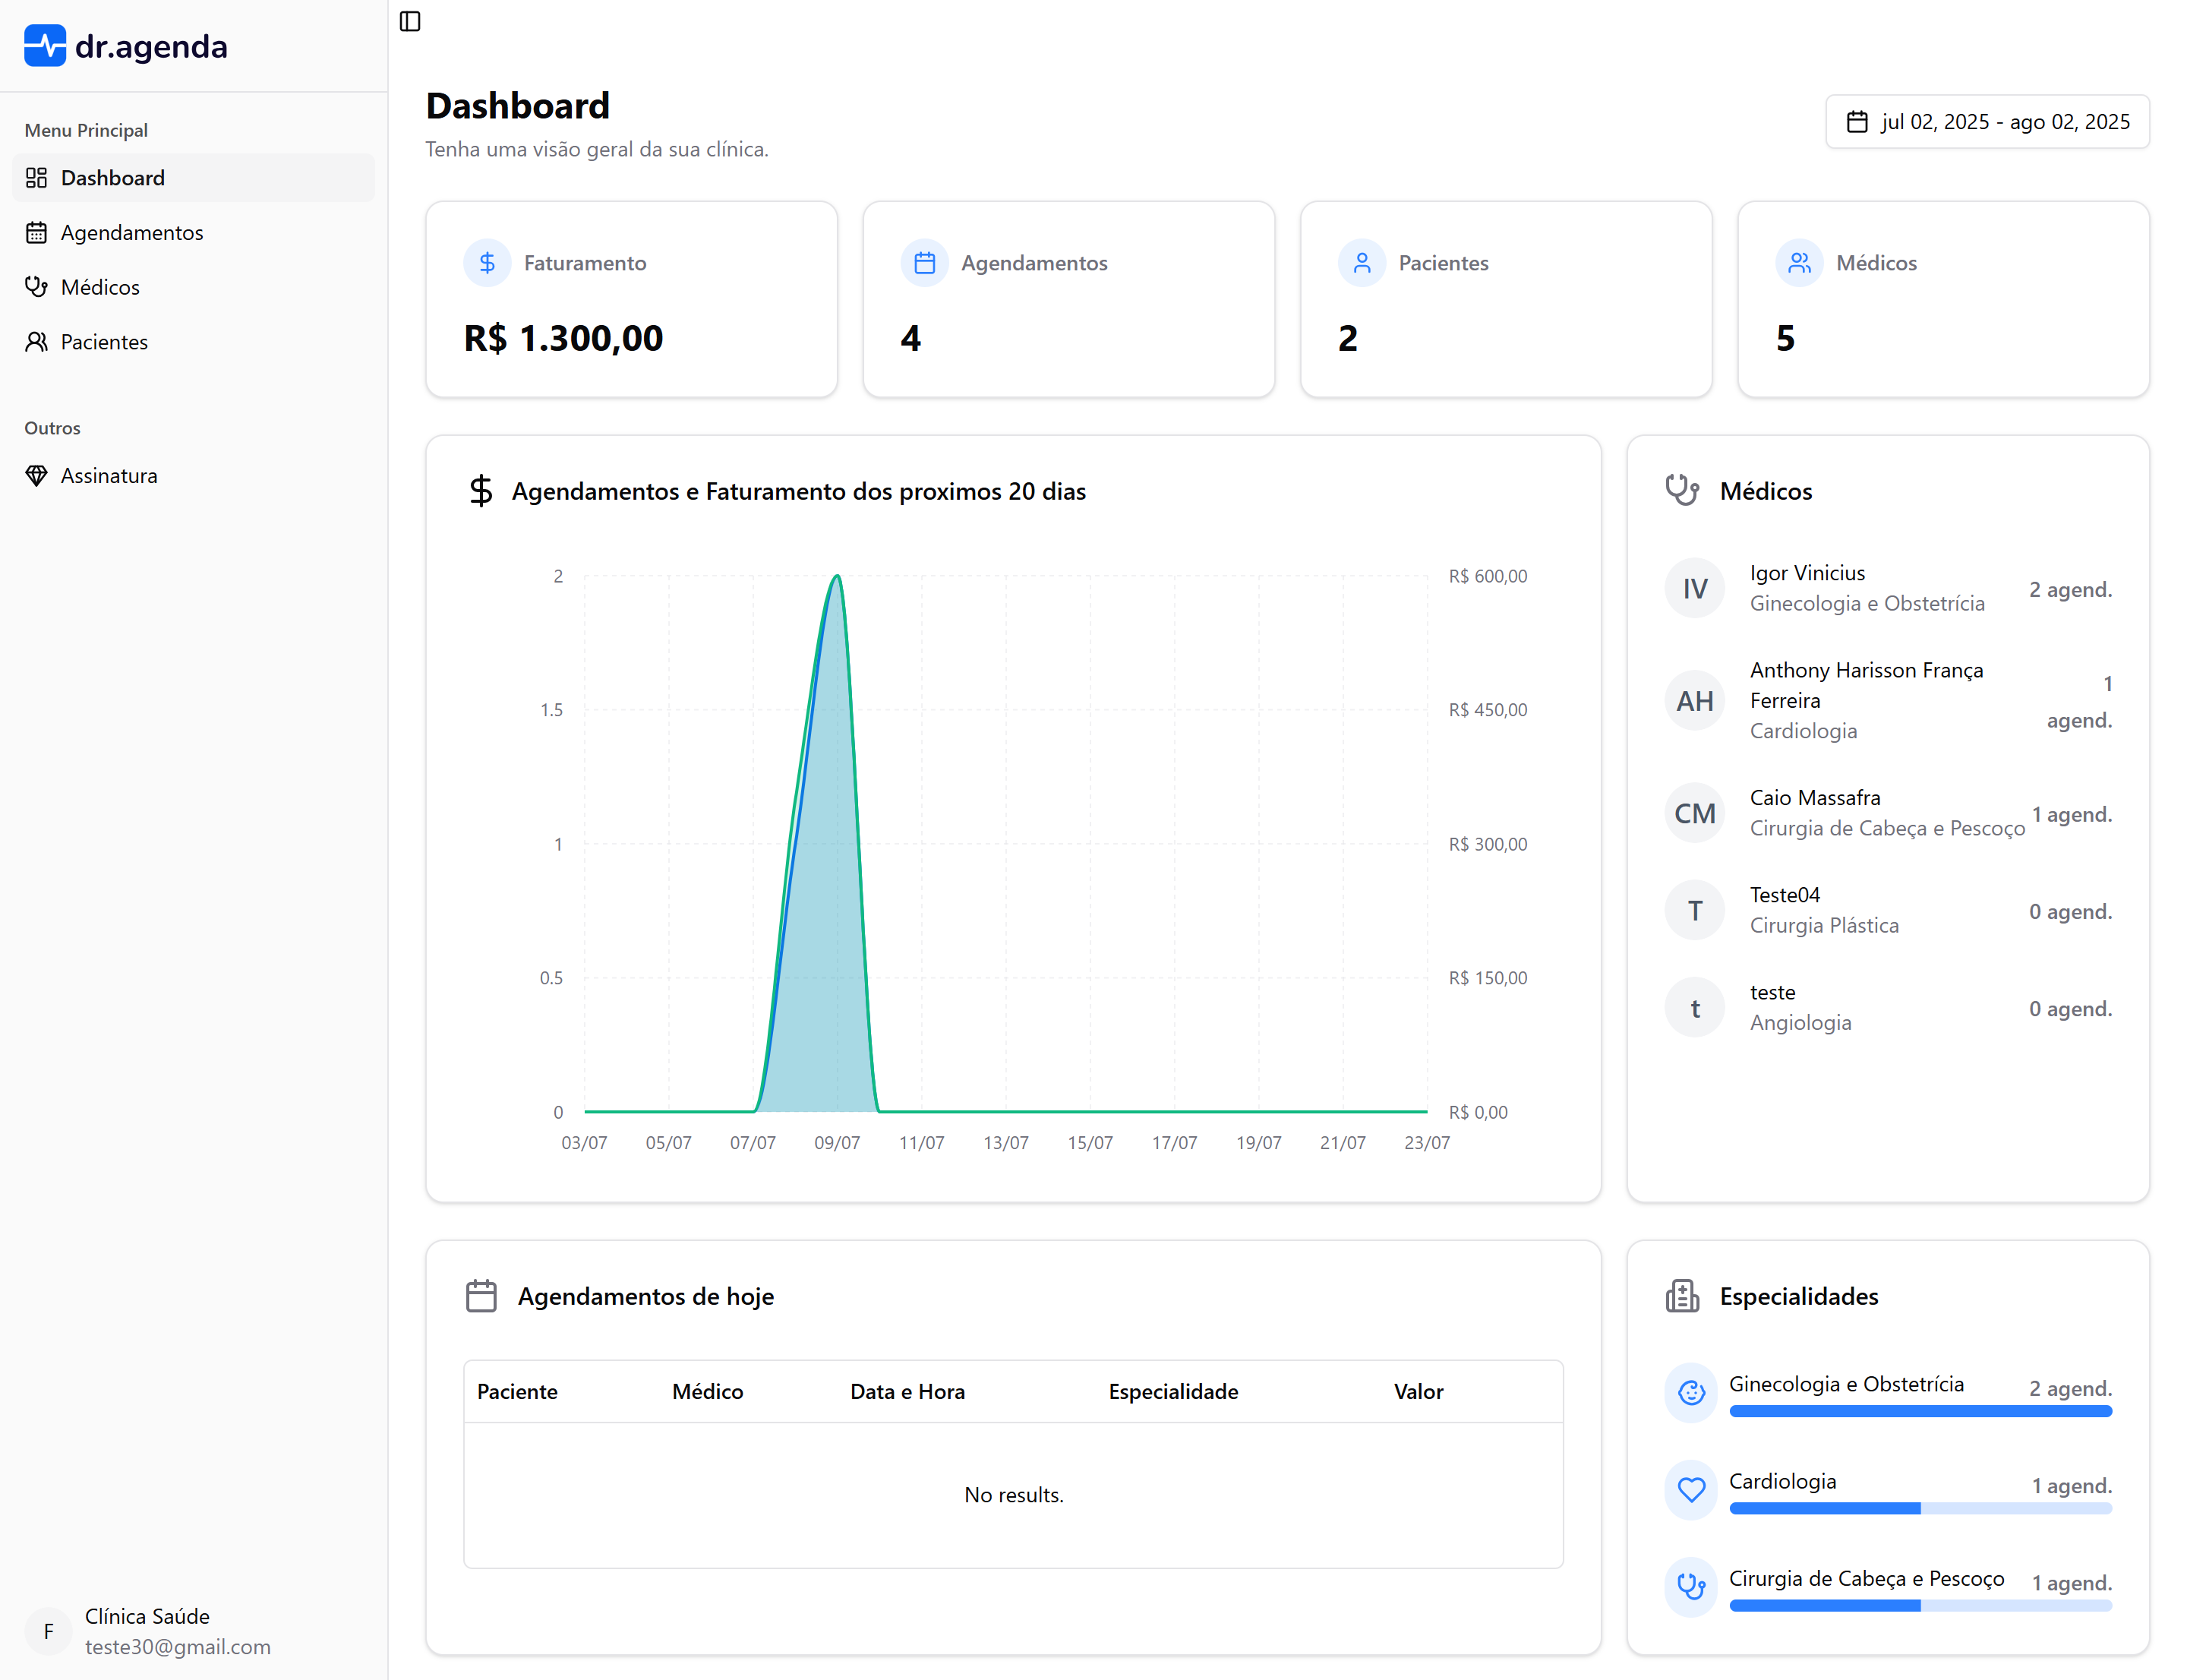 dr.agenda
Menu Principal
Dashboard
Agendamentos
Médicos
Pacientes
Outros
Assinatura
F
Clínica Saúde
teste30@gmail.com
Dashboard
Tenha uma visão geral da sua clínica.
jul 02, 2025 - ago 02, 2025
Faturamento
R$ 1.300,00
Agendamentos
4
Pacientes
2
Médicos
5
Agendamentos e Faturamento dos proximos 20 dias
2
1.5
1
0.5
0
R$ 600,00
R$ 450,00
R$ 300,00
R$ 150,00
R$ 0,00
03/07 05/07 07/07 09/07 11/07 13/07 15/07 17/07 19/07 21/07 23/07
Médicos
IV
Igor Vinicius
Ginecologia e Obstetrícia
2 agend.
AH
Anthony Harisson França
Ferreira
Cardiologia
1
agend.
CM
Caio Massafra
Cirurgia de Cabeça e Pescoço
1 agend.
T
Teste04
Cirurgia Plástica
0 agend.
t
teste
Angiologia
0 agend.
Agendamentos de hoje
Paciente Médico Data e Hora Especialidade Valor
No results.
Especialidades
Ginecologia e Obstetrícia 2 agend.
Cardiologia 1 agend.
Cirurgia de Cabeça e Pescoço 1 agend.